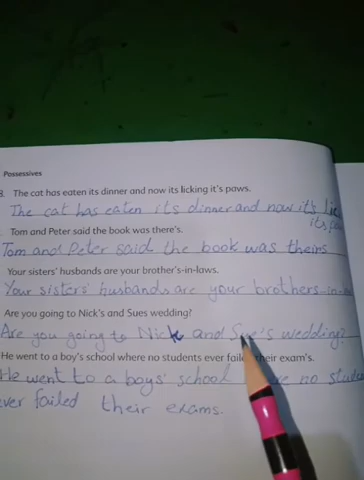 Possessives
8. The cat has eaten its dinner and now its licking it's paws.
The cat has eaten its dinner and now it's lic
its pa
Tom and Peter said the book was there's.
Tom and Peter said the book was theirs
Your sisters' husbands are your brother's-in-laws.
Your sisters' husbands are your brothers-in-
Are you going to Nick's and Sues wedding?
Are you going to Nick and Sue's wedding?
He went to a boy's school where no students ever failed their exam's.
He went to a boys' school re no stude
ever failed their exams.